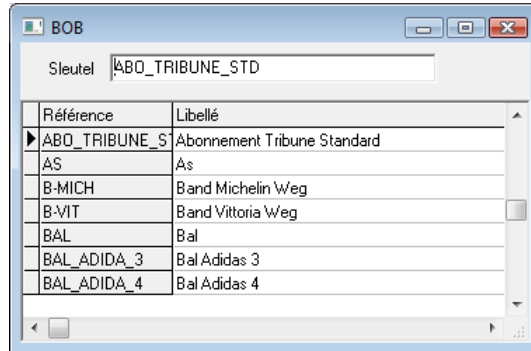 BOB
Sleutel ABO_TRIBUNE_STD
Référence Libellé
ABO_TRIBUNE_ST Abonnement Tribune Standard
AS As
B-MICH Band Michelin Weg
B-VIT Band Vittoria Weg
BAL Bal
BAL_ADIDA_3 Bal Adidas 3
BAL_ADIDA_4 Bal Adidas 4